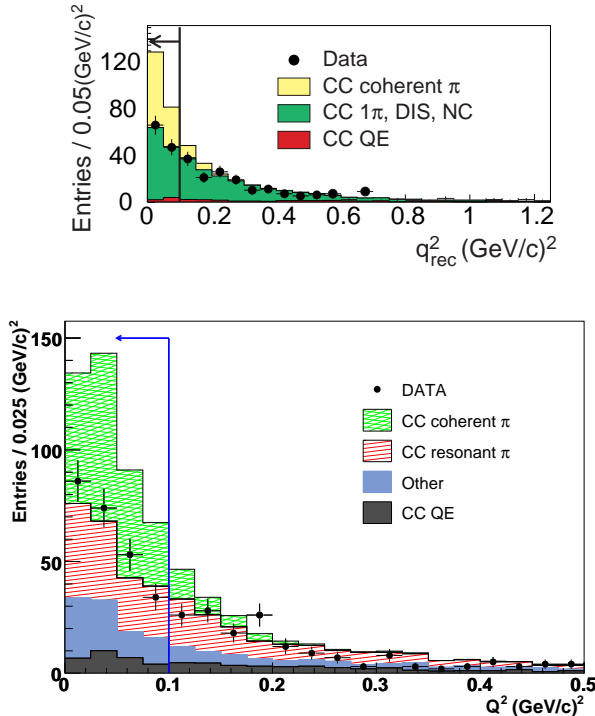 Entries / 0.05(GeV/c)²
120
80
40
0
Data
CC coherent π
CC 1π, DIS, NC
CC QE
0 0.2 0.4 0.6 0.8 1 1.2
q²rec (GeV/c)²
Entries / 0.025 (GeV/c)²
150
100
50
0
DATA
CC coherent π
CC resonant π
Other
CC QE
0 0.1 0.2 0.3 0.4 0.5
Q² (GeV/c)²